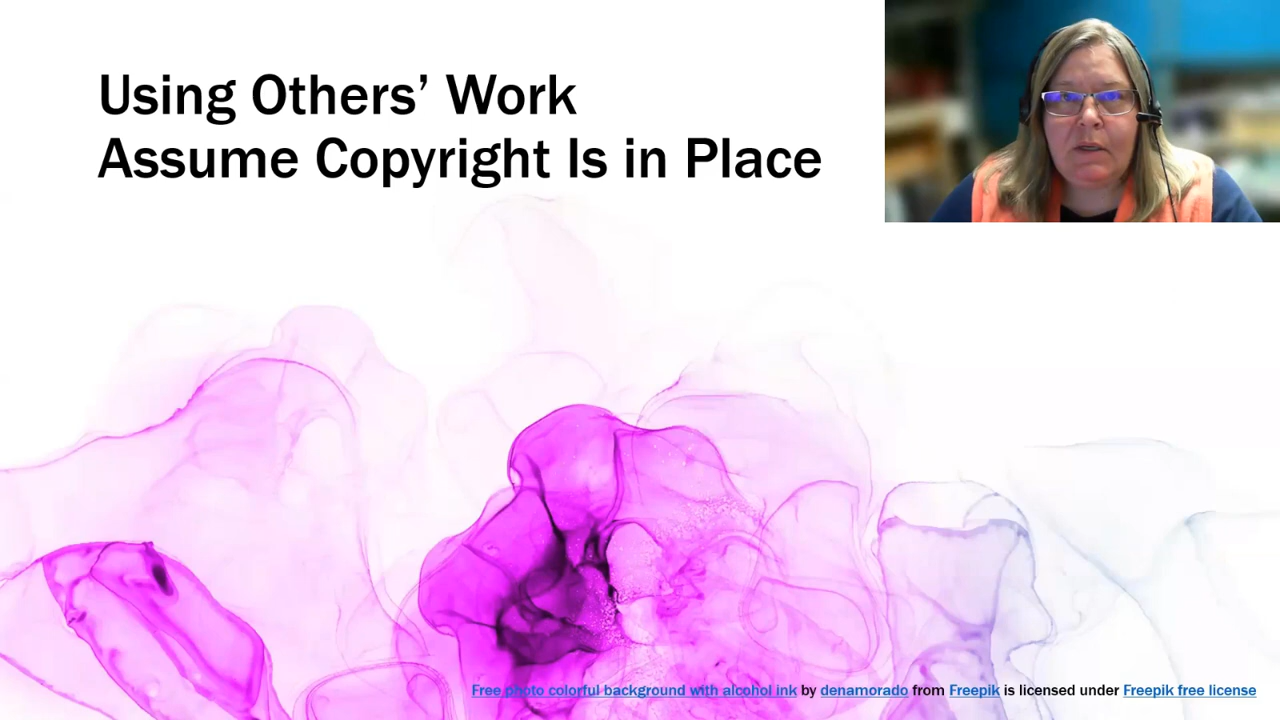 Using Others’ Work
Assume Copyright Is in Place
Free photo colorful background with alcohol ink by denamorado from Freepik is licensed under Freepik free license